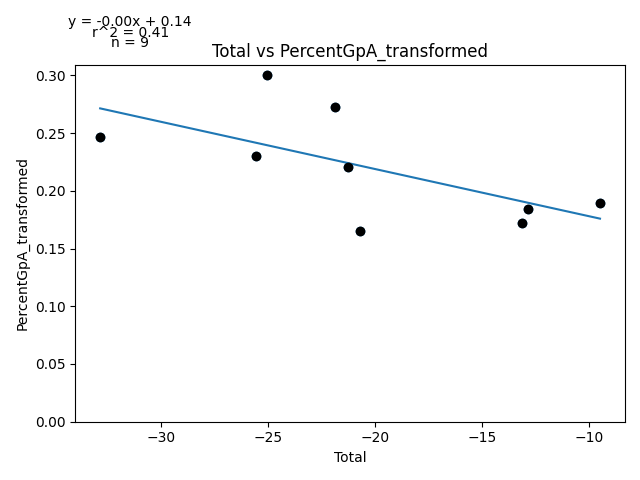 y = -0.00x + 0.14
r^2 = 0.41
n = 9
Total vs PercentGpA_transformed
0.30
0.25
0.20
0.15
0.10
0.05
0.00
PercentGpA_transformed
−30
−25
−20
−15
−10
Total